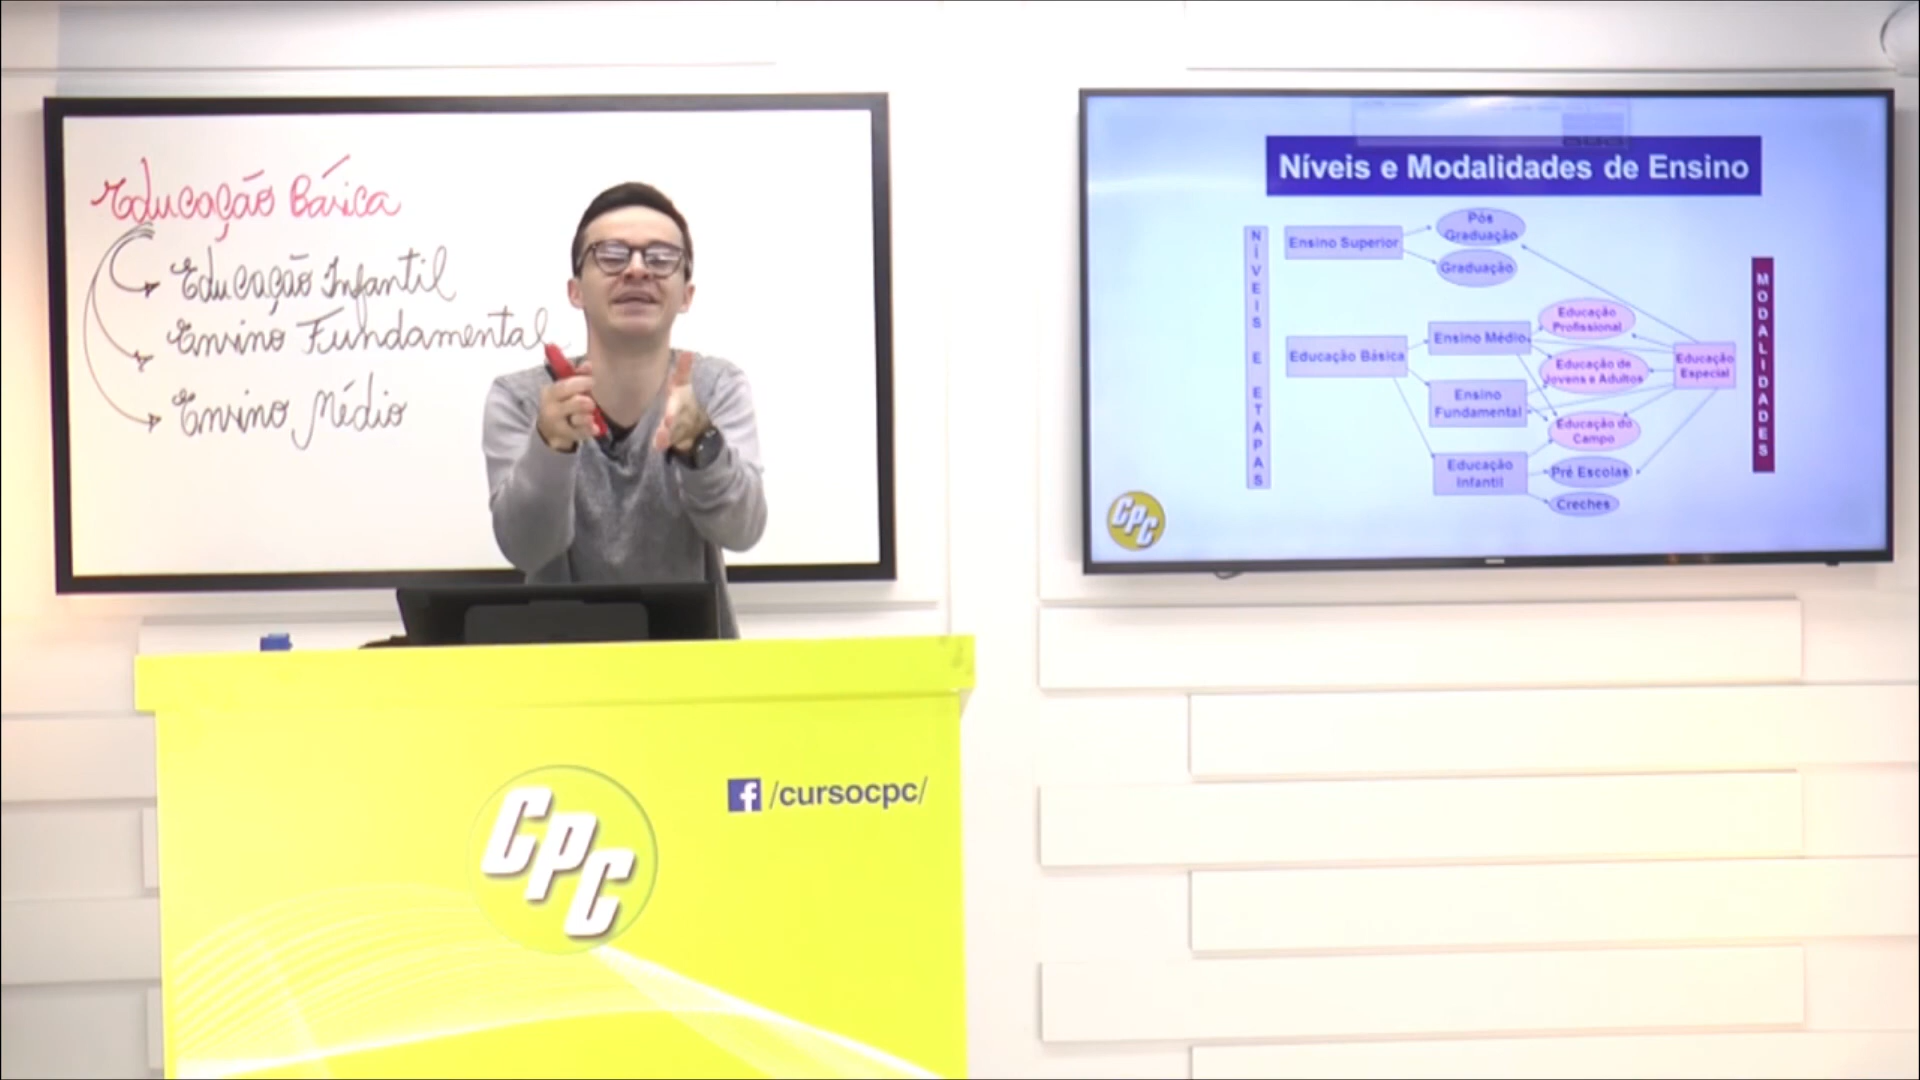 Educação Básica
Educação Infantil
Ensino Fundamental
Ensino Médio
Níveis e Modalidades de Ensino
NÍVEIS E ETAPAS
Ensino Superior
Pós
Graduação
Graduação
Educação Básica
Ensino Médio
Ensino
Fundamental
Educação
Infantil
Educação
Profissional
Educação de
Jovens e Adultos
Educação do
Campo
Pré Escolas
Creches
Educação
Especial
MODALIDADES
CPC
CPC
f /cursocpc/